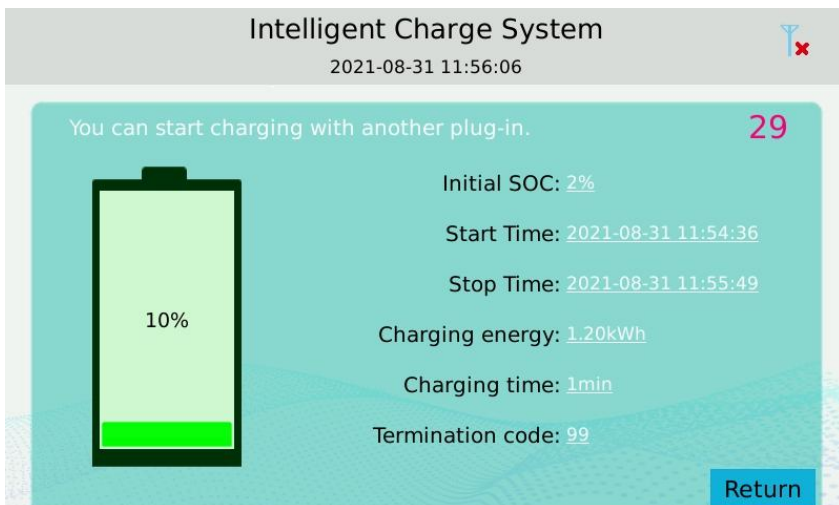 Intelligent Charge System
2021-08-31 11:56:06
You can start charging with another plug-in.
29
Initial SOC: 2%
Start Time: 2021-08-31 11:54:36
Stop Time: 2021-08-31 11:55:49
10%
Charging energy: 1.20kWh
Charging time: 1min
Termination code: 99
Return